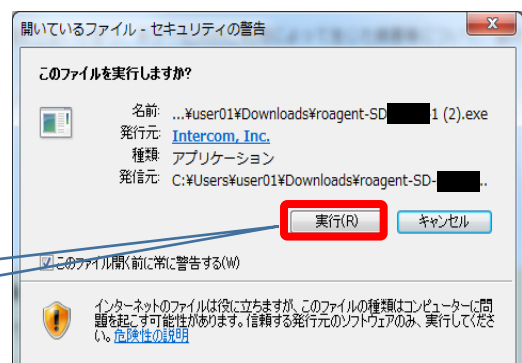 開いているファイル - セキュリティの警告
このファイルを実行しますか?
名前: ...¥user01¥Downloads¥roagent-SD 1 (2).exe
発行元: Intercom, Inc.
種類: アプリケーション
発信元: C:¥Users¥user01¥Downloads¥roagent-SD- ..
実行(R) キャンセル
このファイル開く前に常に警告する(W)
インターネットのファイルは役に立ちますが、このファイルの種類はコンピューターに問
題を起こす可能性があります。信頼する発行元のソフトウェアのみ、実行してくださ
い。危険性の説明